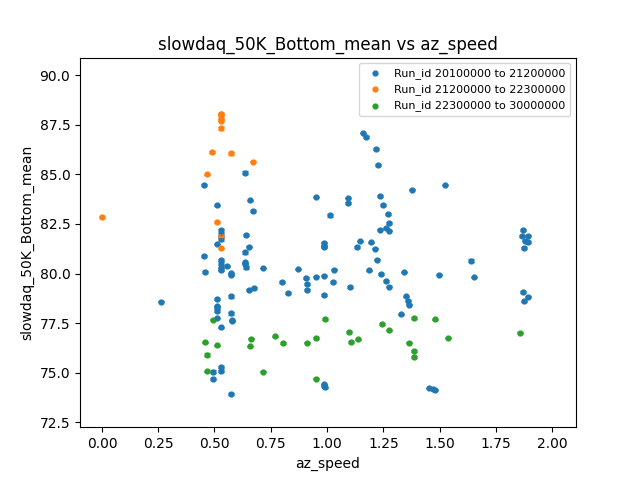 slowdaq_50K_Bottom_mean vs az_speed
Run_id 20100000 to 21200000
Run_id 21200000 to 22300000
Run_id 22300000 to 30000000
slowdaq_50K_Bottom_mean
90.0
87.5
85.0
82.5
80.0
77.5
75.0
72.5
0.00 0.25 0.50 0.75 1.00 1.25 1.50 1.75 2.00
az_speed